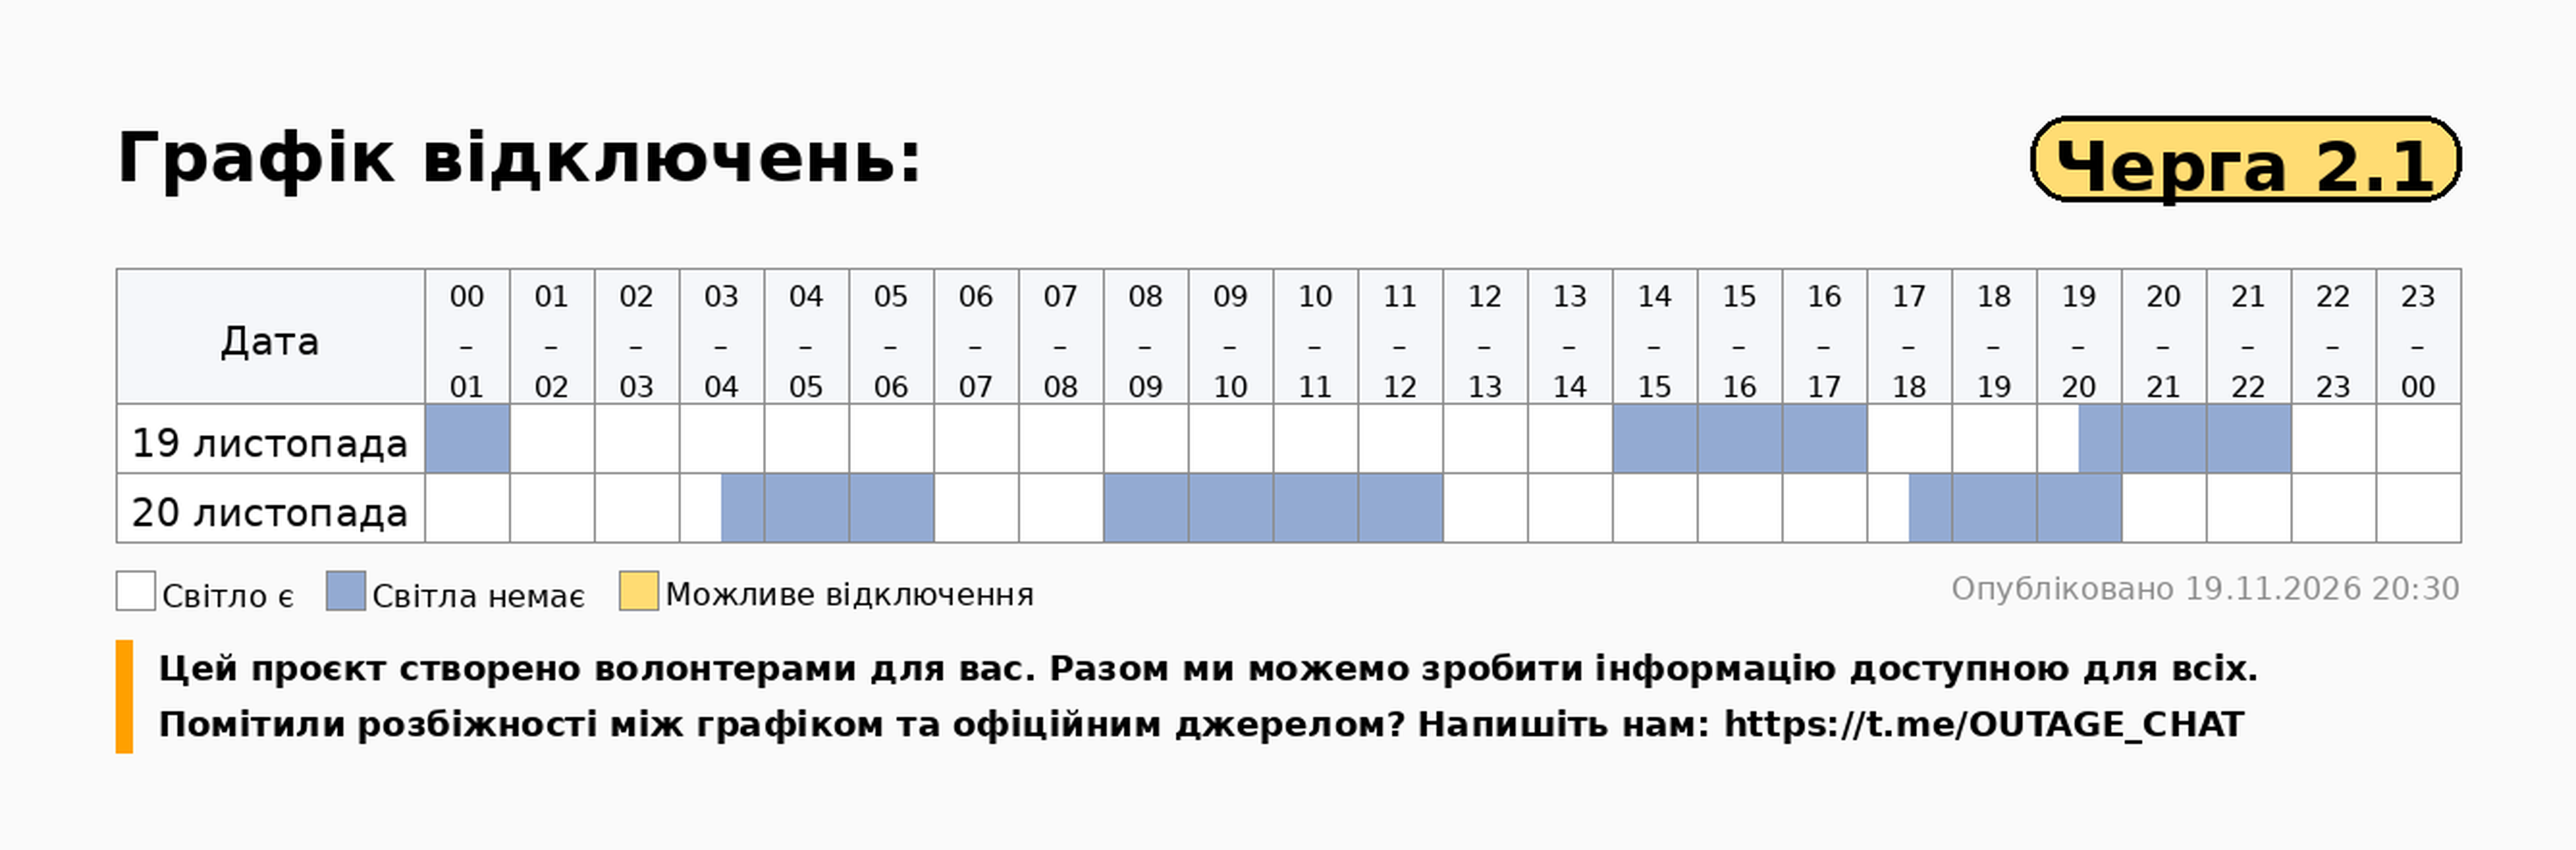 Графік відключень:
Черга 2.1
Дата
00 – 01
01 – 02
02 – 03
03 – 04
04 – 05
05 – 06
06 – 07
07 – 08
08 – 09
09 – 10
10 – 11
11 – 12
12 – 13
13 – 14
14 – 15
15 – 16
16 – 17
17 – 18
18 – 19
19 – 20
20 – 21
21 – 22
22 – 23
23 – 00
19 листопада
20 листопада
Світло є
Світла немає
Можливе відключення
Опубліковано 19.11.2026 20:30
Цей проєкт створено волонтерами для вас. Разом ми можемо зробити інформацію доступною для всіх.
Помітили розбіжності між графіком та офіційним джерелом? Напишіть нам: https://t.me/OUTAGE_CHAT